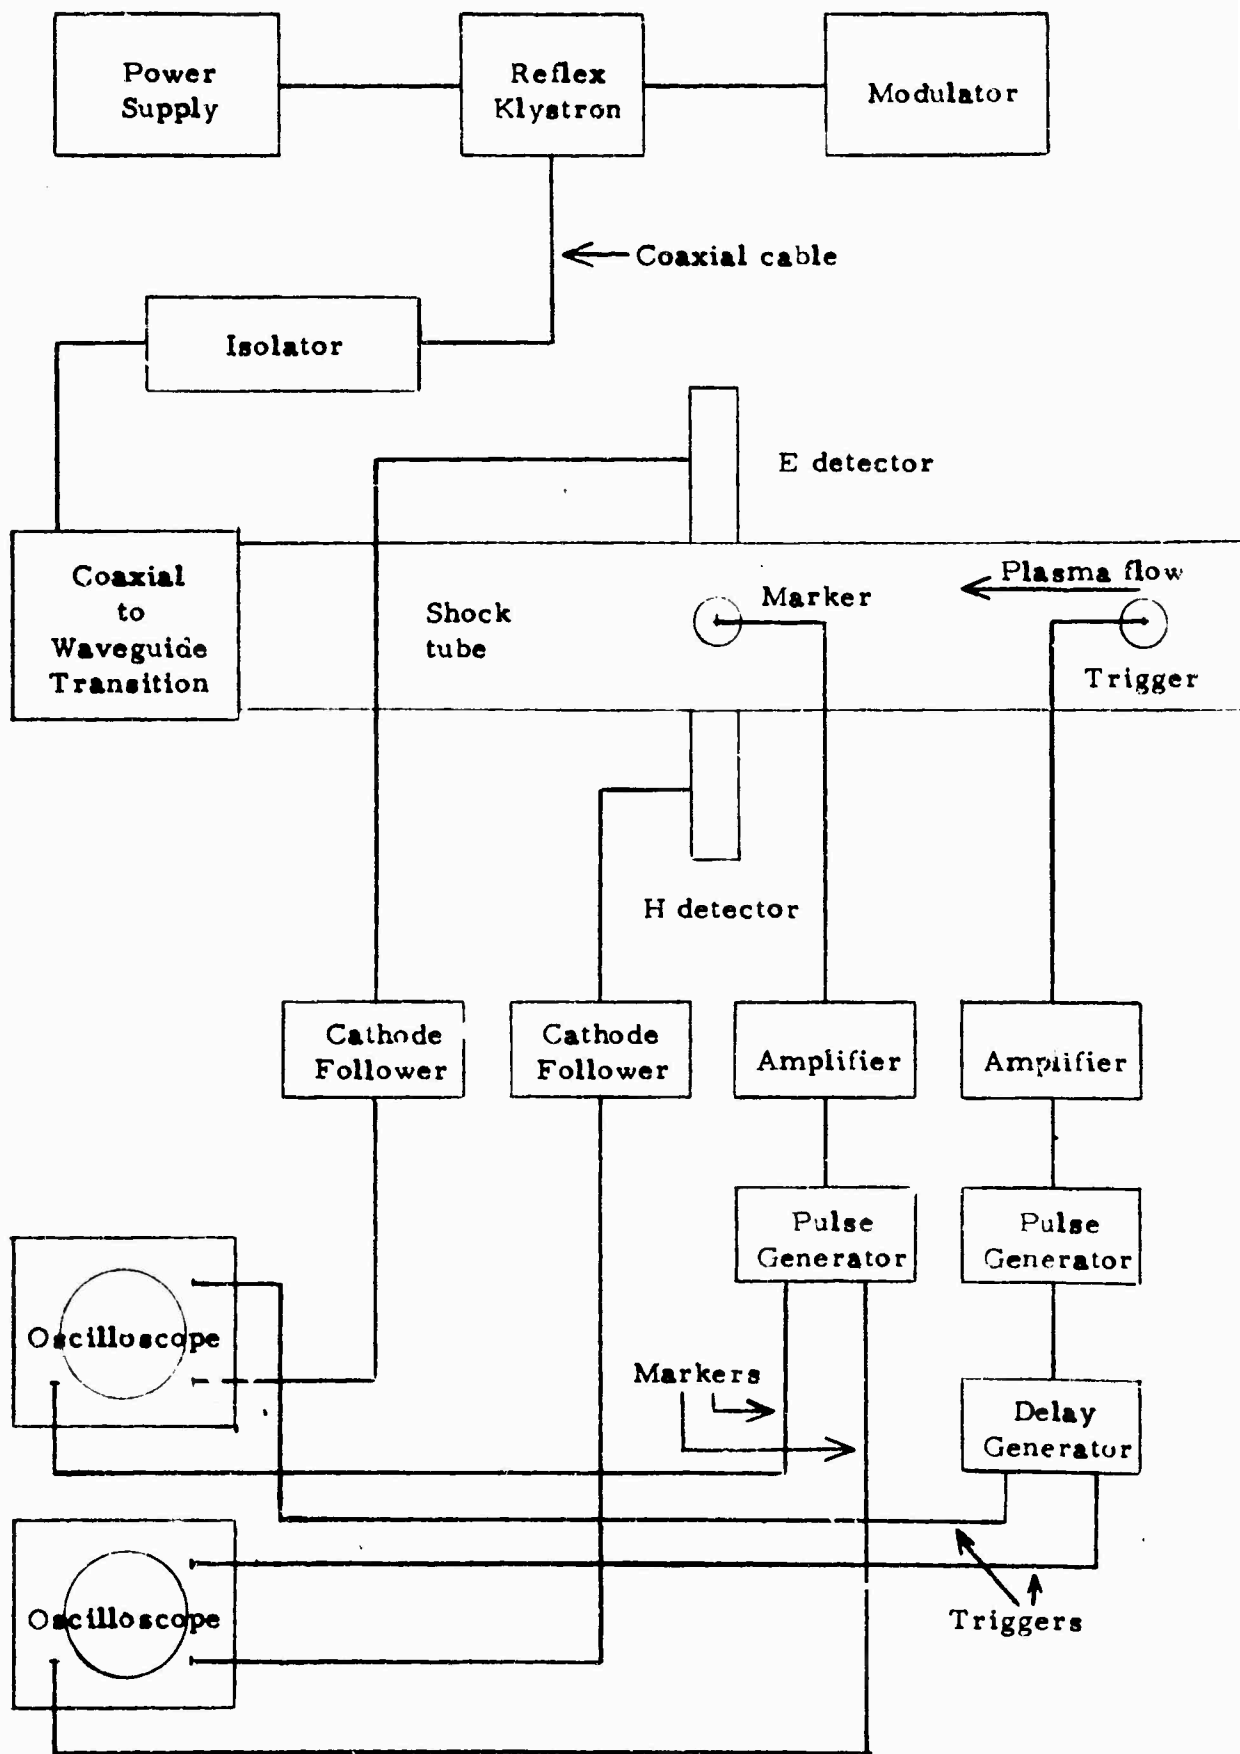 Power
Supply
Reflex
Klystron
Modulator
Coaxial cable
Isolator
E detector
Coaxial
to
Waveguide
Transition
Shock
tube
Marker
Plasma flow
Trigger
H detector
Cathode
Follower
Cathode
Follower
Amplifier
Amplifier
Pulse
Generator
Pulse
Generator
Oscilloscope
Markers
Delay
Generator
Oscilloscope
Triggers